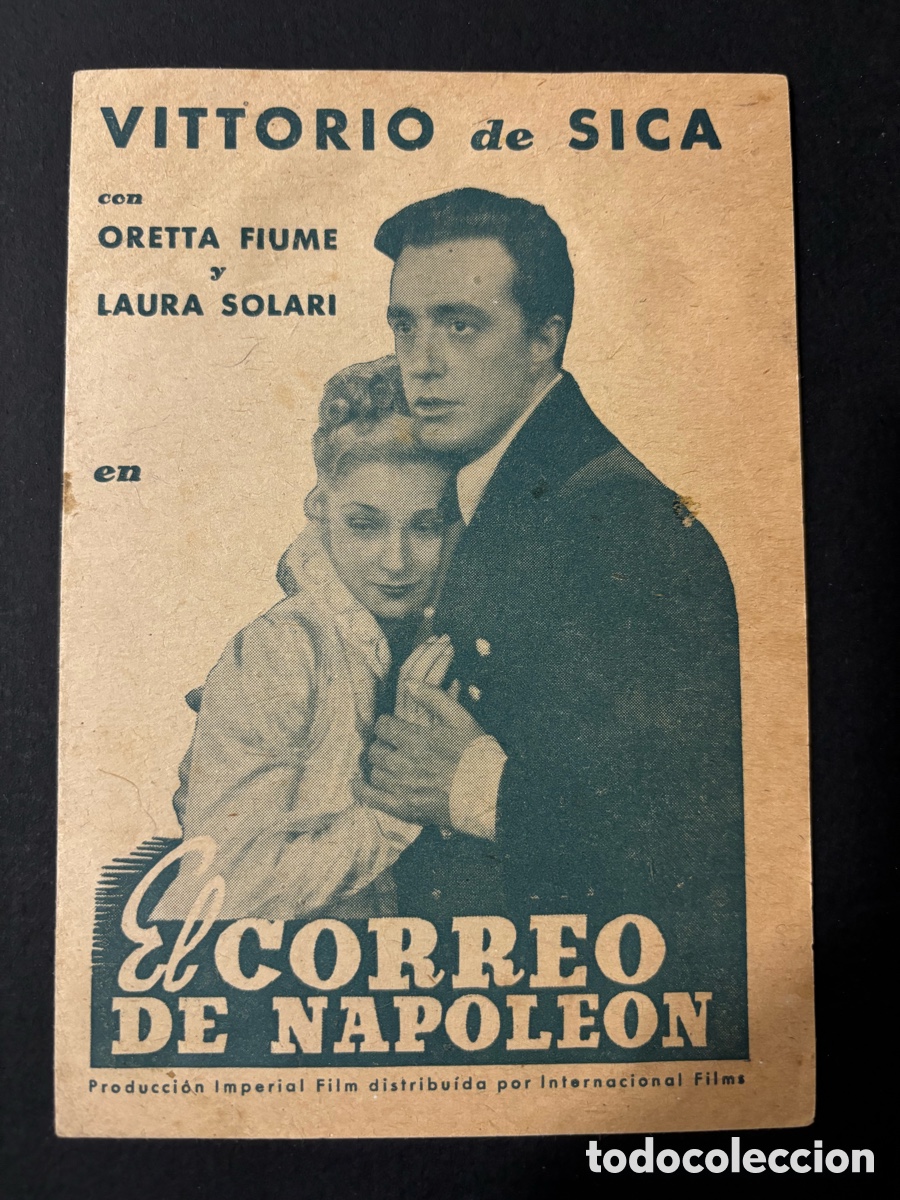 VITTORIO de SICA
con
ORETTA FIUME
y
LAURA SOLARI
en
El CORREO
DE NAPOLEON
Producción Imperial Film distribuída por Internacional Films
todocoleccion